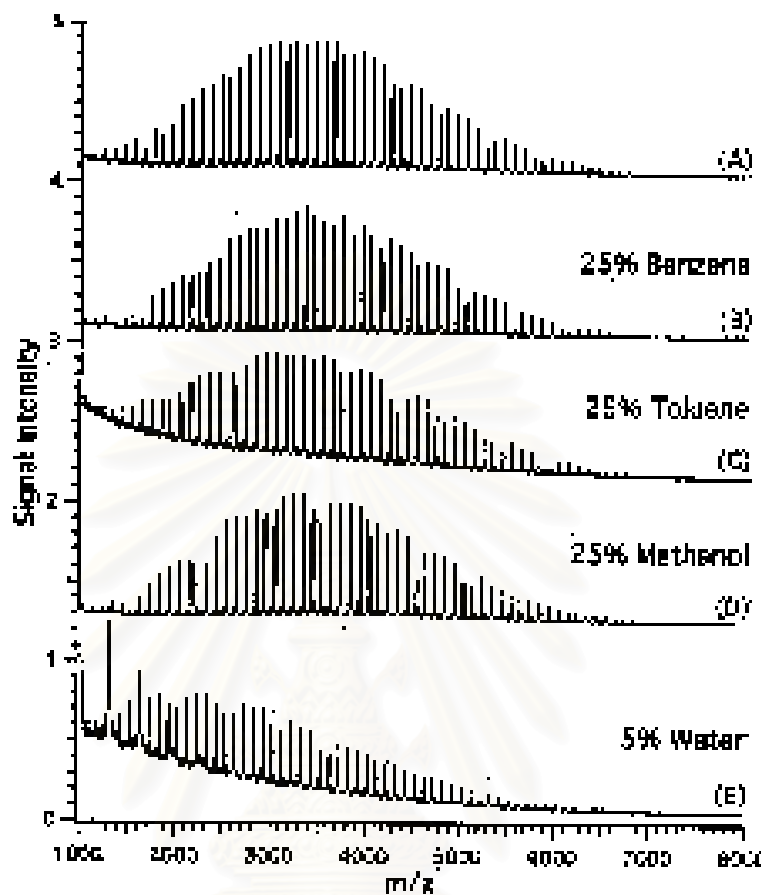 5
(A)
4
25% Benzene
(B)
3
Signal Intensity
25% Toluene
(C)
2
25% Methanol
(D)
1
5% Water
(E)
0
1000 2000 3000 4000 5000 6000 7000 8000
m/z